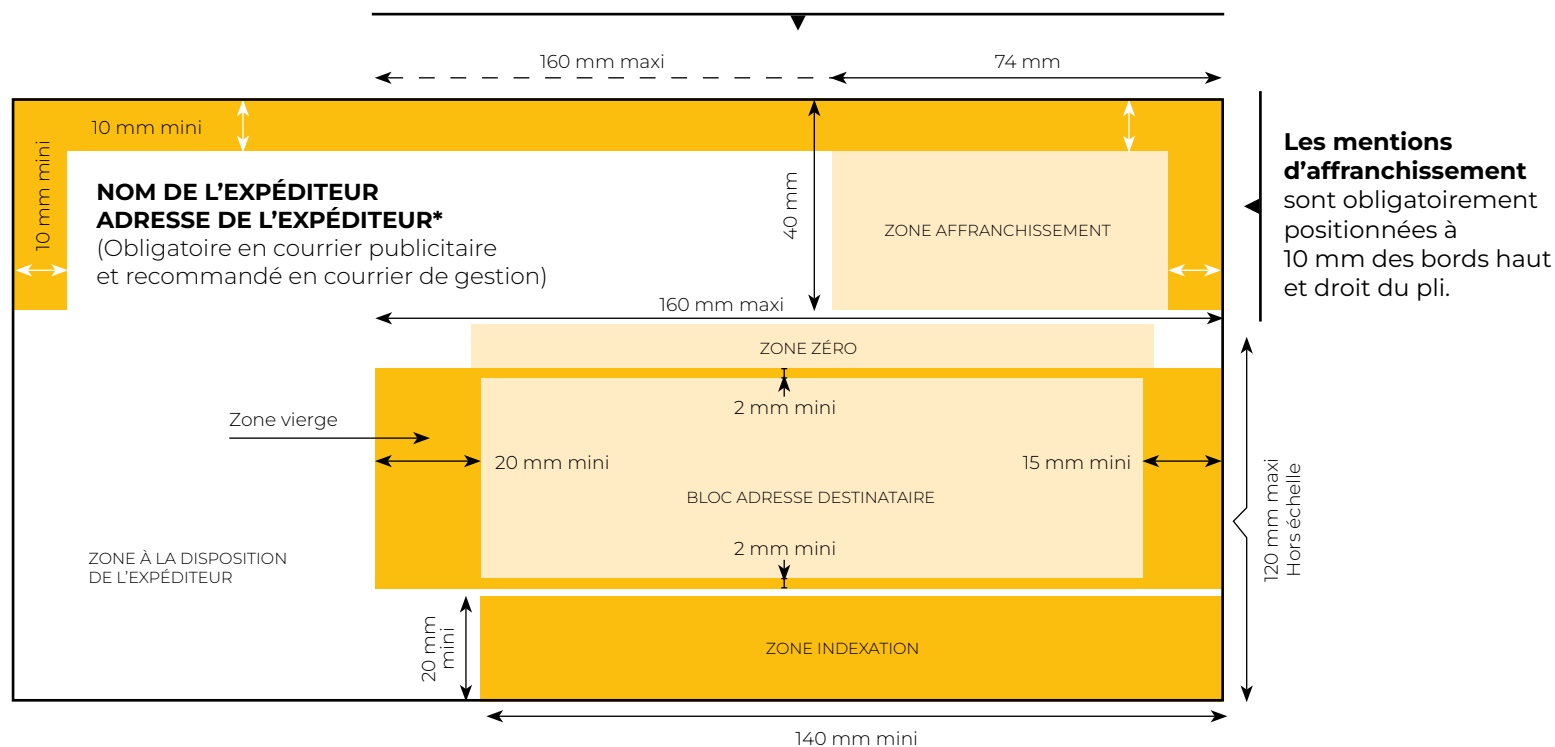 160 mm maxi
74 mm
10 mm mini
10 mm mini
NOM DE L’EXPÉDITEUR
ADRESSE DE L’EXPÉDITEUR*
(Obligatoire en courrier publicitaire
et recommandé en courrier de gestion)
40 mm
ZONE AFFRANCHISSEMENT
Les mentions
d’affranchissement
sont obligatoirement
positionnées à
10 mm des bords haut
et droit du pli.
160 mm maxi
ZONE ZÉRO
2 mm mini
Zone vierge
20 mm mini
15 mm mini
BLOC ADRESSE DESTINATAIRE
2 mm mini
120 mm maxi
Hors échelle
ZONE À LA DISPOSITION
DE L’EXPÉDITEUR
20 mm
mini
ZONE INDEXATION
140 mm mini